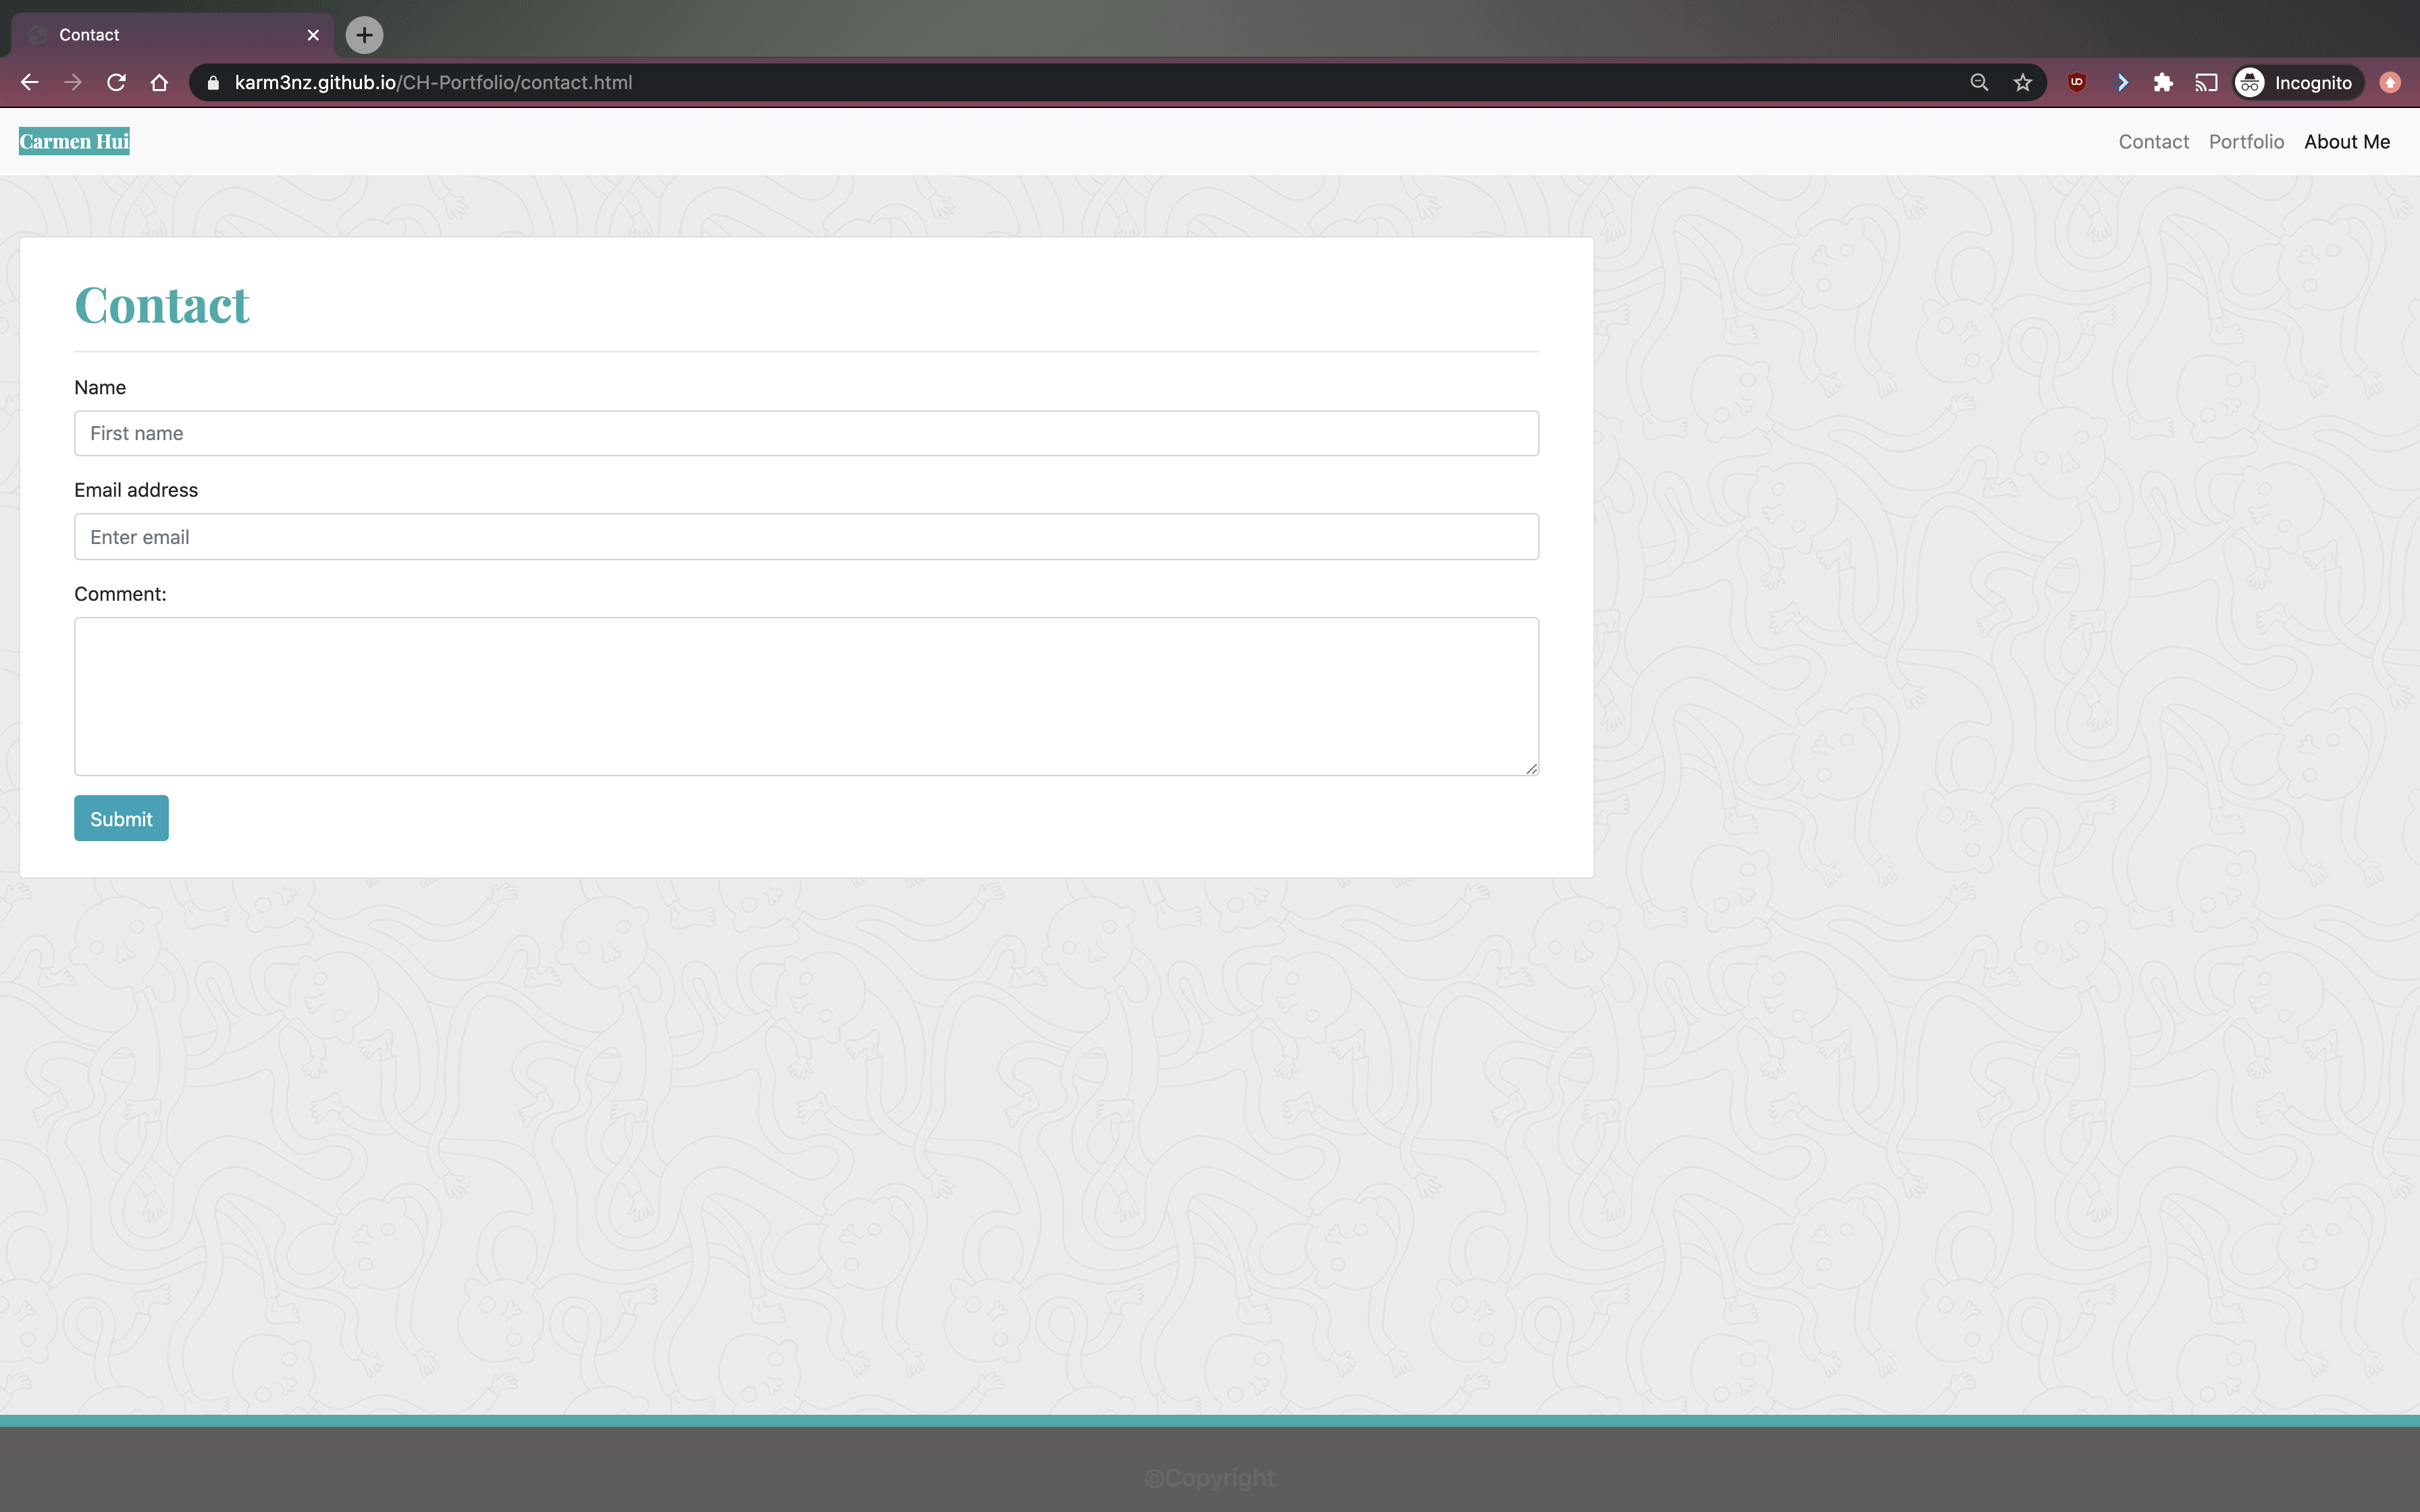 Contact
karm3nz.github.io/CH-Portfolio/contact.html
Incognito
Carmen Hui
Contact Portfolio About Me
Contact
Name
First name
Email address
Enter email
Comment:
Submit
©Copyright